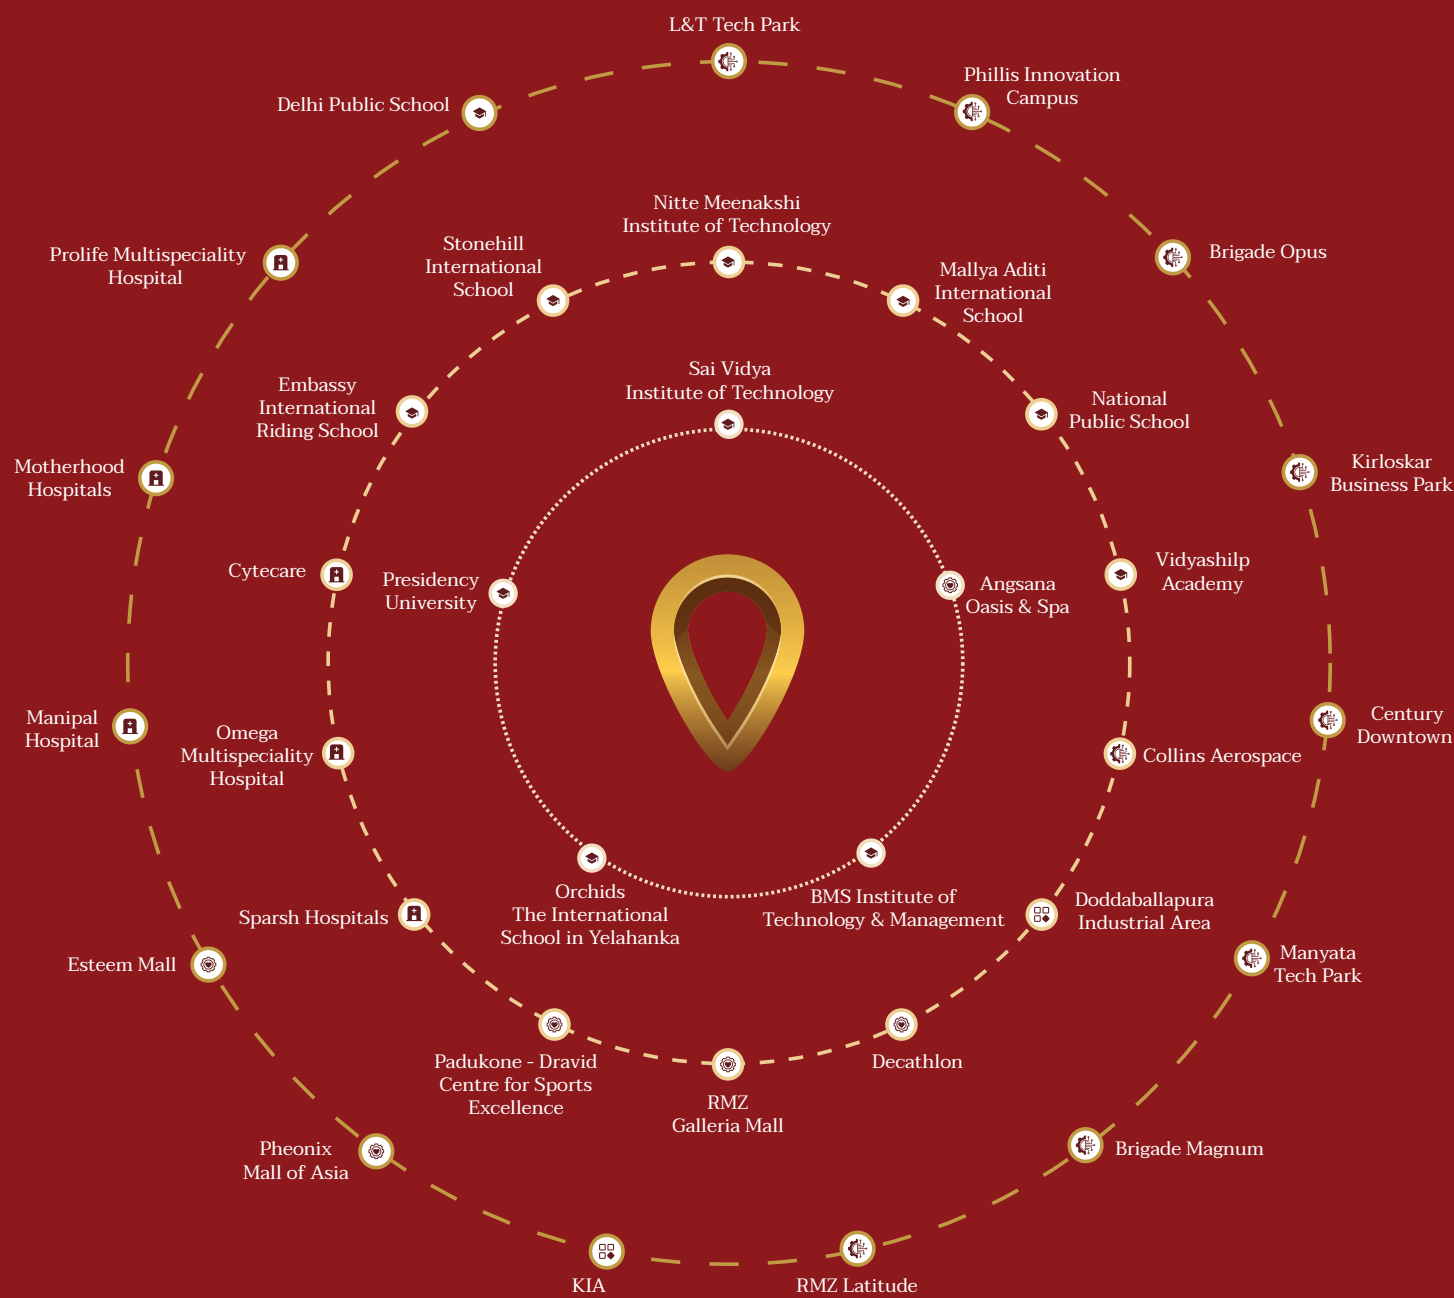 L&T Tech Park
Phillis Innovation
Campus
Delhi Public School
Nitte Meenakshi
Institute of Technology
Stonehill
International
School
Prolife Multispeciality
Hospital
Brigade Opus
Mallya Aditi
International
School
Sai Vidya
Institute of Technology
Embassy
International
Riding School
National
Public School
Motherhood
Hospitals
Kirloskar
Business Park
Cytecare
Presidency
University
Angsana
Oasis & Spa
Vidyashilp
Academy
Manipal
Hospital
Omega
Multispeciality
Hospital
Collins Aerospace
Century
Downtown
Sparsh Hospitals
Orchids
The International
School in Yelahanka
BMS Institute of
Technology & Management
Doddaballapura
Industrial Area
Esteem Mall
Manyata
Tech Park
Padukone - Dravid
Centre for Sports
Excellence
RMZ
Galleria Mall
Decathlon
Pheonix
Mall of Asia
Brigade Magnum
KIA
RMZ Latitude